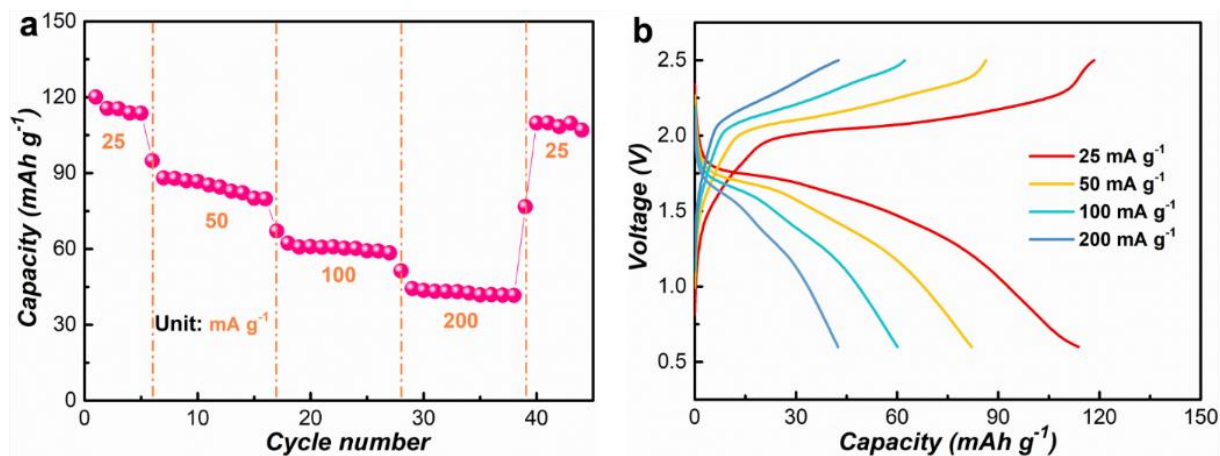 a
Capacity (mAh g⁻¹)
150
120
90
60
30
0
25
50
100
200
25
Unit: mA g⁻¹
0
10
20
30
40
Cycle number
b
Voltage (V)
2.5
2.0
1.5
1.0
0.5
25 mA g⁻¹
50 mA g⁻¹
100 mA g⁻¹
200 mA g⁻¹
0
30
60
90
120
150
Capacity (mAh g⁻¹)